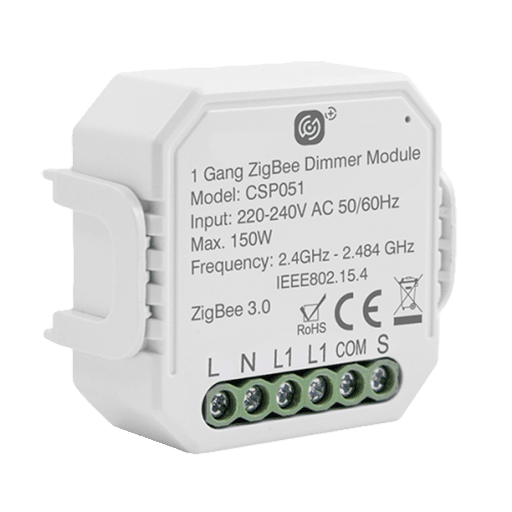 1 Gang ZigBee Dimmer Module
Model: CSP051
Input: 220-240V AC 50/60Hz
Max. 150W
Frequency: 2.4GHz - 2.484 GHz
IEEE802.15.4
ZigBee 3.0
RoHS
CE
L N L1 L1 COM S